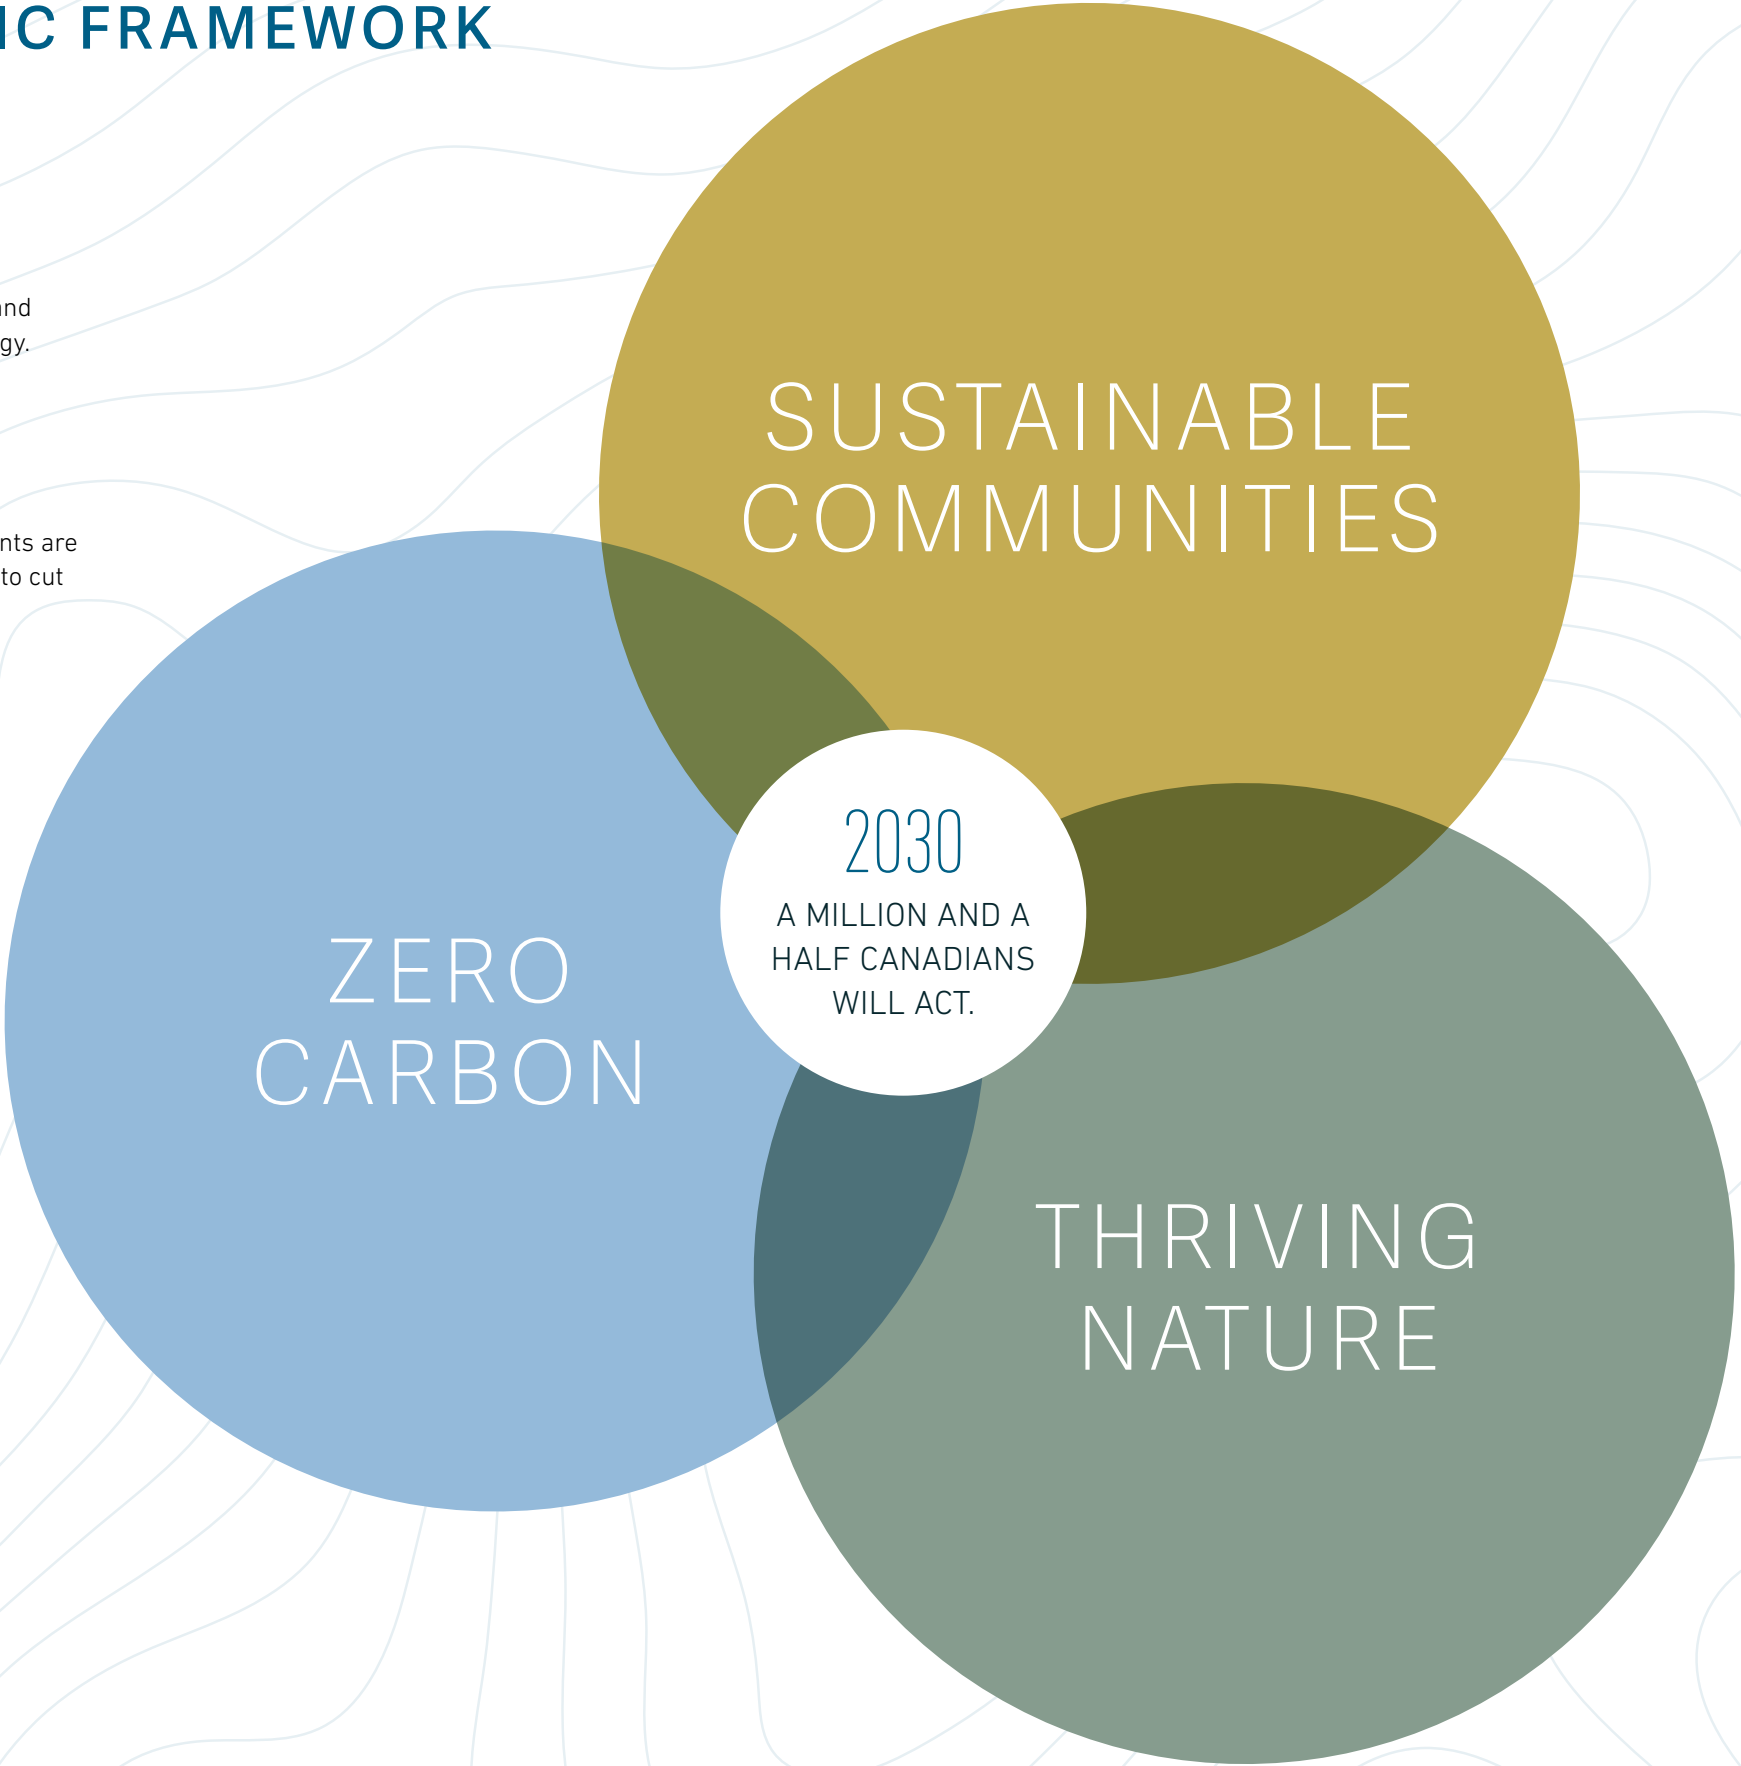 IC FRAMEWORK
and
gy.
nts are
to cut
SUSTAINABLE
COMMUNITIES
2030
A MILLION AND A
HALF CANADIANS
WILL ACT.
ZERO
CARBON
THRIVING
NATURE